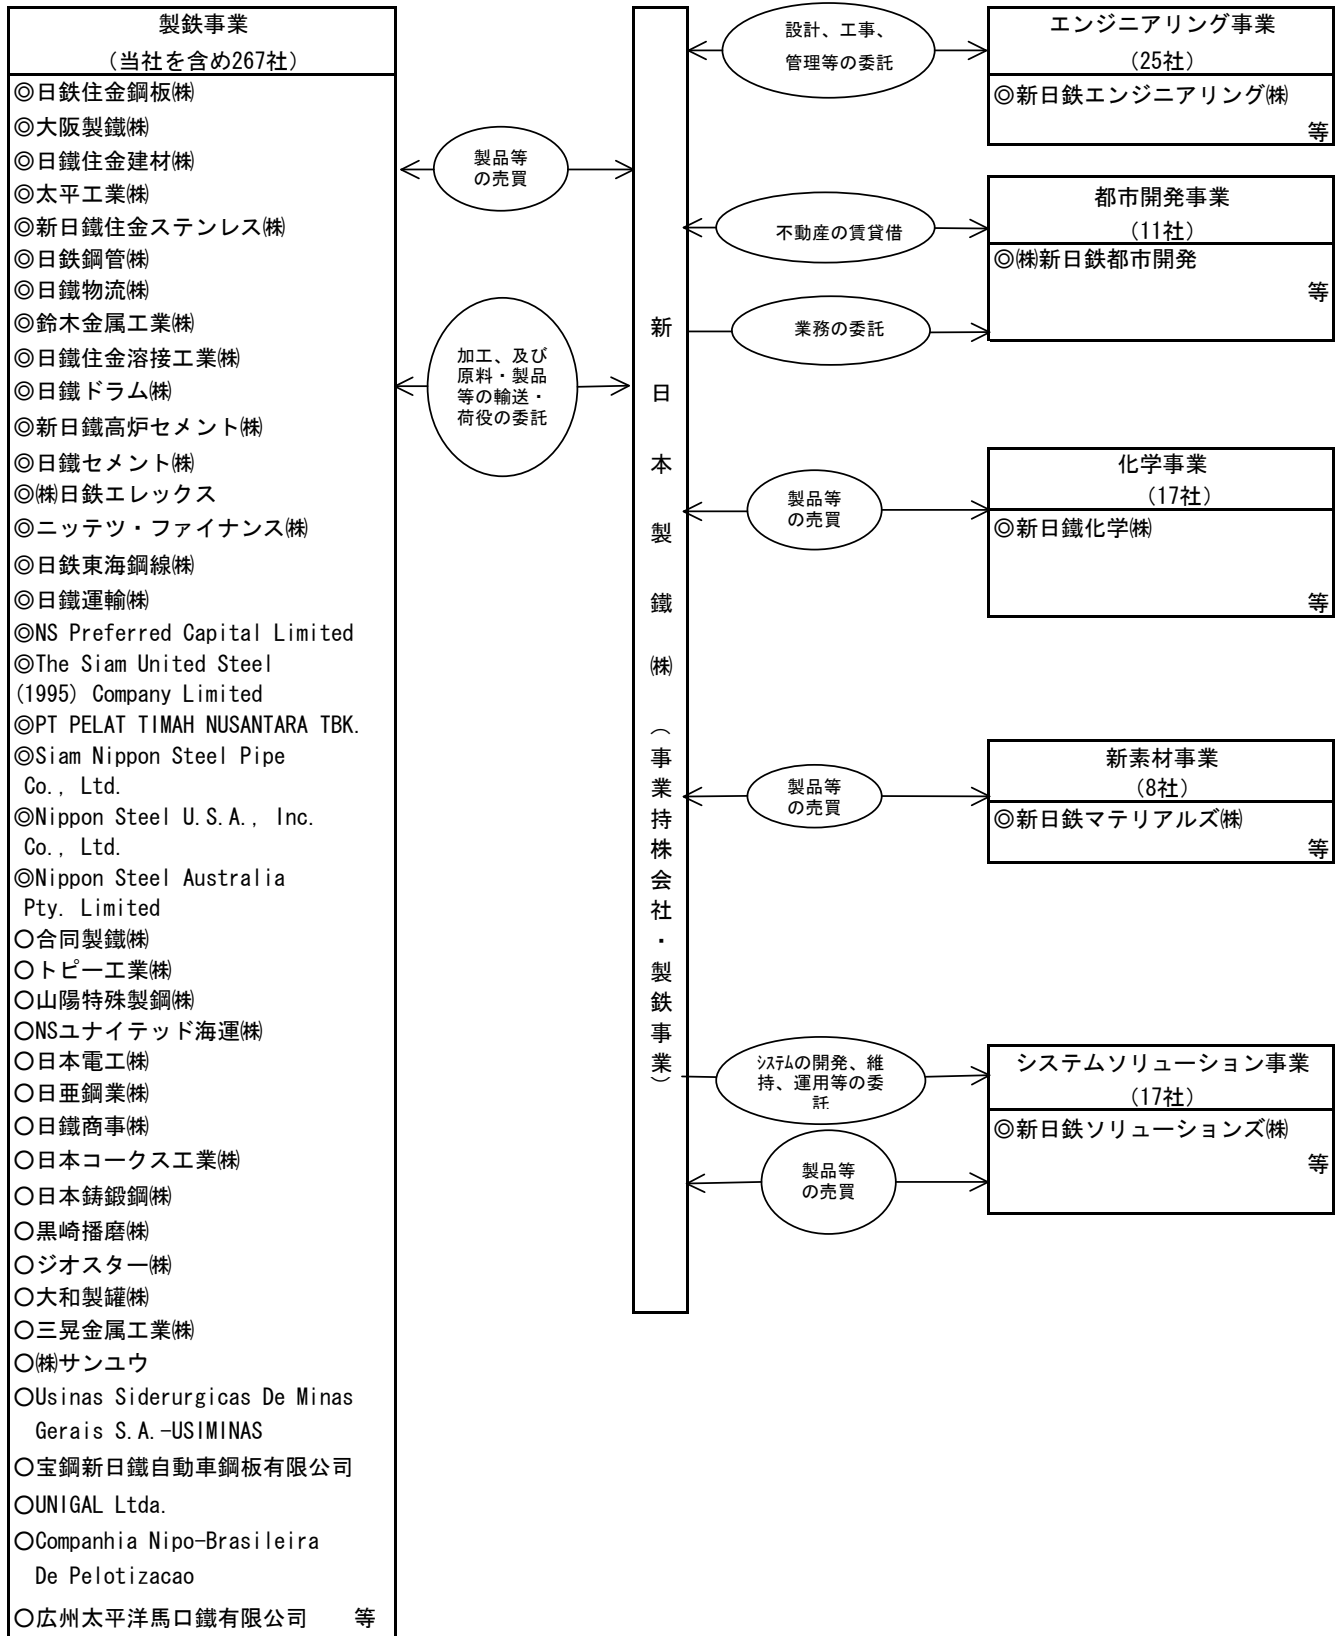 製鉄事業
（当社を含め267社）
◎日鉄住金鋼板㈱
◎大阪製鐵㈱
◎日鐵住金建材㈱
◎太平工業㈱
◎新日鐵住金ステンレス㈱
◎日鉄鋼管㈱
◎日鐵物流㈱
◎鈴木金属工業㈱
◎日鐵住金溶接工業㈱
◎日鐵ドラム㈱
◎新日鐵高炉セメント㈱
◎日鐵セメント㈱
◎㈱日鉄エレックス
◎ニッテツ・ファイナンス㈱
◎日鉄東海鋼線㈱
◎日鐵運輸㈱
◎NS Preferred Capital Limited
◎The Siam United Steel
(1995) Company Limited
◎PT PELAT TIMAH NUSANTARA TBK.
◎Siam Nippon Steel Pipe
Co., Ltd.
◎Nippon Steel U.S.A., Inc.
Co., Ltd.
◎Nippon Steel Australia
Pty. Limited
○合同製鐵㈱
○トピー工業㈱
○山陽特殊製鋼㈱
○NSユナイテッド海運㈱
○日本電工㈱
○日亜鋼業㈱
○日鐵商事㈱
○日本コークス工業㈱
○日本鋳鍛鋼㈱
○黒崎播磨㈱
○ジオスター㈱
○大和製罐㈱
○三晃金属工業㈱
○㈱サンユウ
○Usinas Siderurgicas De Minas
Gerais S.A.-USIMINAS
○宝鋼新日鐵自動車鋼板有限公司
○UNIGAL Ltda.
○Companhia Nipo-Brasileira
De Pelotizacao
○広州太平洋馬口鐵有限公司　等
製品等
の売買
加工、及び
原料・製品
等の輸送・
荷役の委託
新日本製鐵㈱（事業持株会社・製鉄事業）
設計、工事、
管理等の委託
不動産の賃貸借
業務の委託
製品等
の売買
製品等
の売買
ｼｽﾃﾑの開発、維
持、運用等の委
託
製品等
の売買
エンジニアリング事業
（25社）
◎新日鉄エンジニアリング㈱
等
都市開発事業
（11社）
◎㈱新日鉄都市開発
等
化学事業
（17社）
◎新日鐵化学㈱
等
新素材事業
（8社）
◎新日鉄マテリアルズ㈱
等
システムソリューション事業
（17社）
◎新日鉄ソリューションズ㈱
等